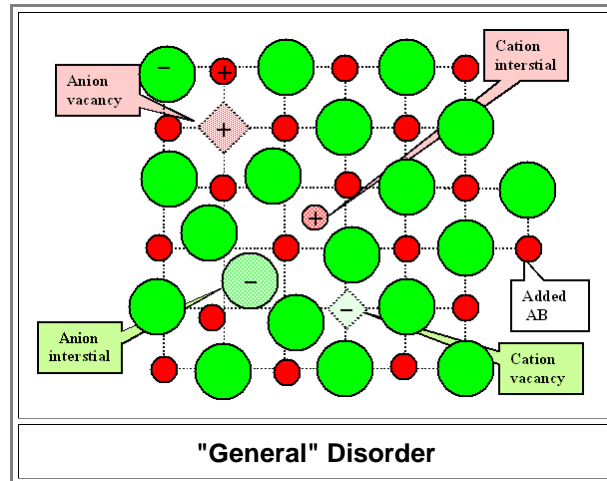 Cation
interstial
Anion
vacancy
−
+
+
+
Added
AB
−
−
Anion
interstial
Cation
vacancy
"General" Disorder